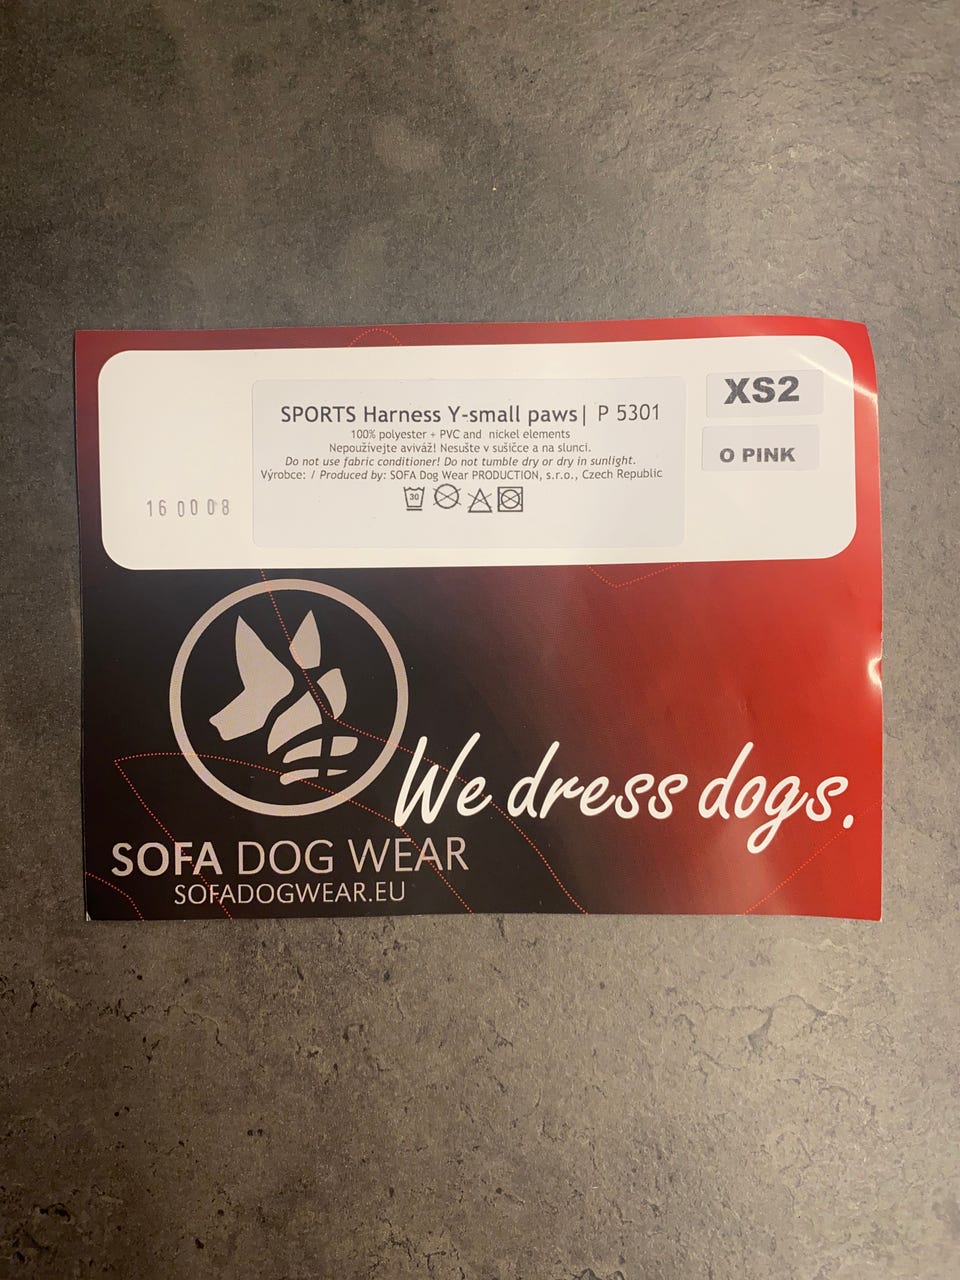 SPORTS Harness Y-small paws| P 5301
100% polyester + PVC and nickel elements
Nepoužívejte aviváž! Nesušte v sušičce a na slunci.
Do not use fabric conditioner! Do not tumble dry or dry in sunlight.
Výrobce: / Produced by: SOFA Dog Wear PRODUCTION, s.r.o., Czech Republic
30
XS2
O PINK
16 00 08
We dress dogs.
SOFA DOG WEAR
SOFADOGWEAR.EU